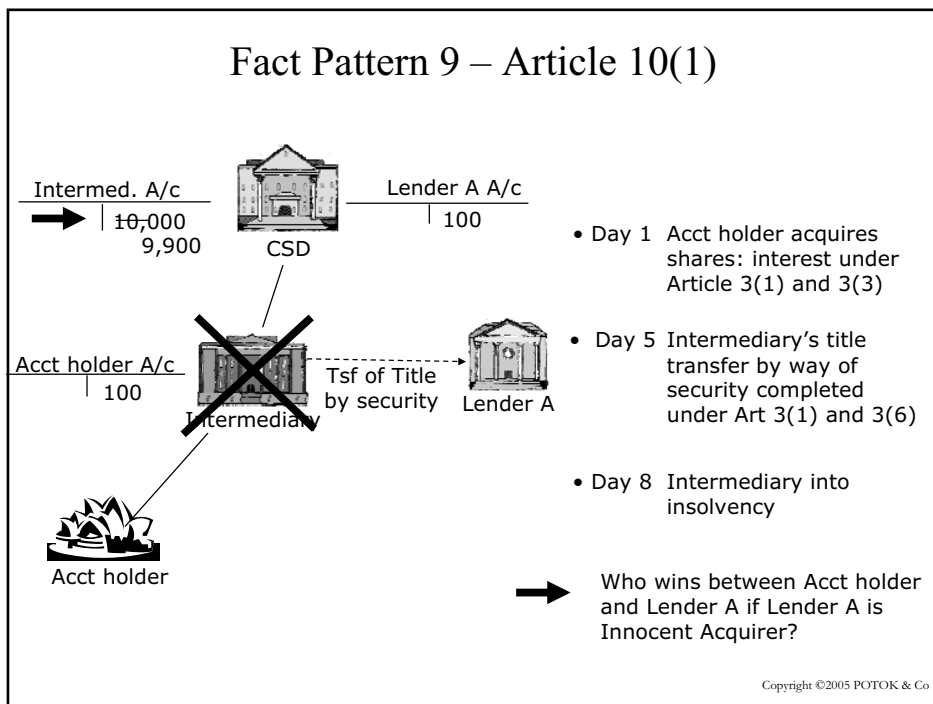 Fact Pattern 9 – Article 10(1)
Intermed. A/c
10,000
9,900
CSD
Lender A A/c
100
Acct holder A/c
100
Intermediary
Tsf of Title
by security
Lender A
Acct holder
• Day 1 Acct holder acquires
shares: interest under
Article 3(1) and 3(3)
• Day 5 Intermediary’s title
transfer by way of
security completed
under Art 3(1) and 3(6)
• Day 8 Intermediary into
insolvency
Who wins between Acct holder
and Lender A if Lender A is
Innocent Acquirer?
Copyright ©2005 POTOK & Co